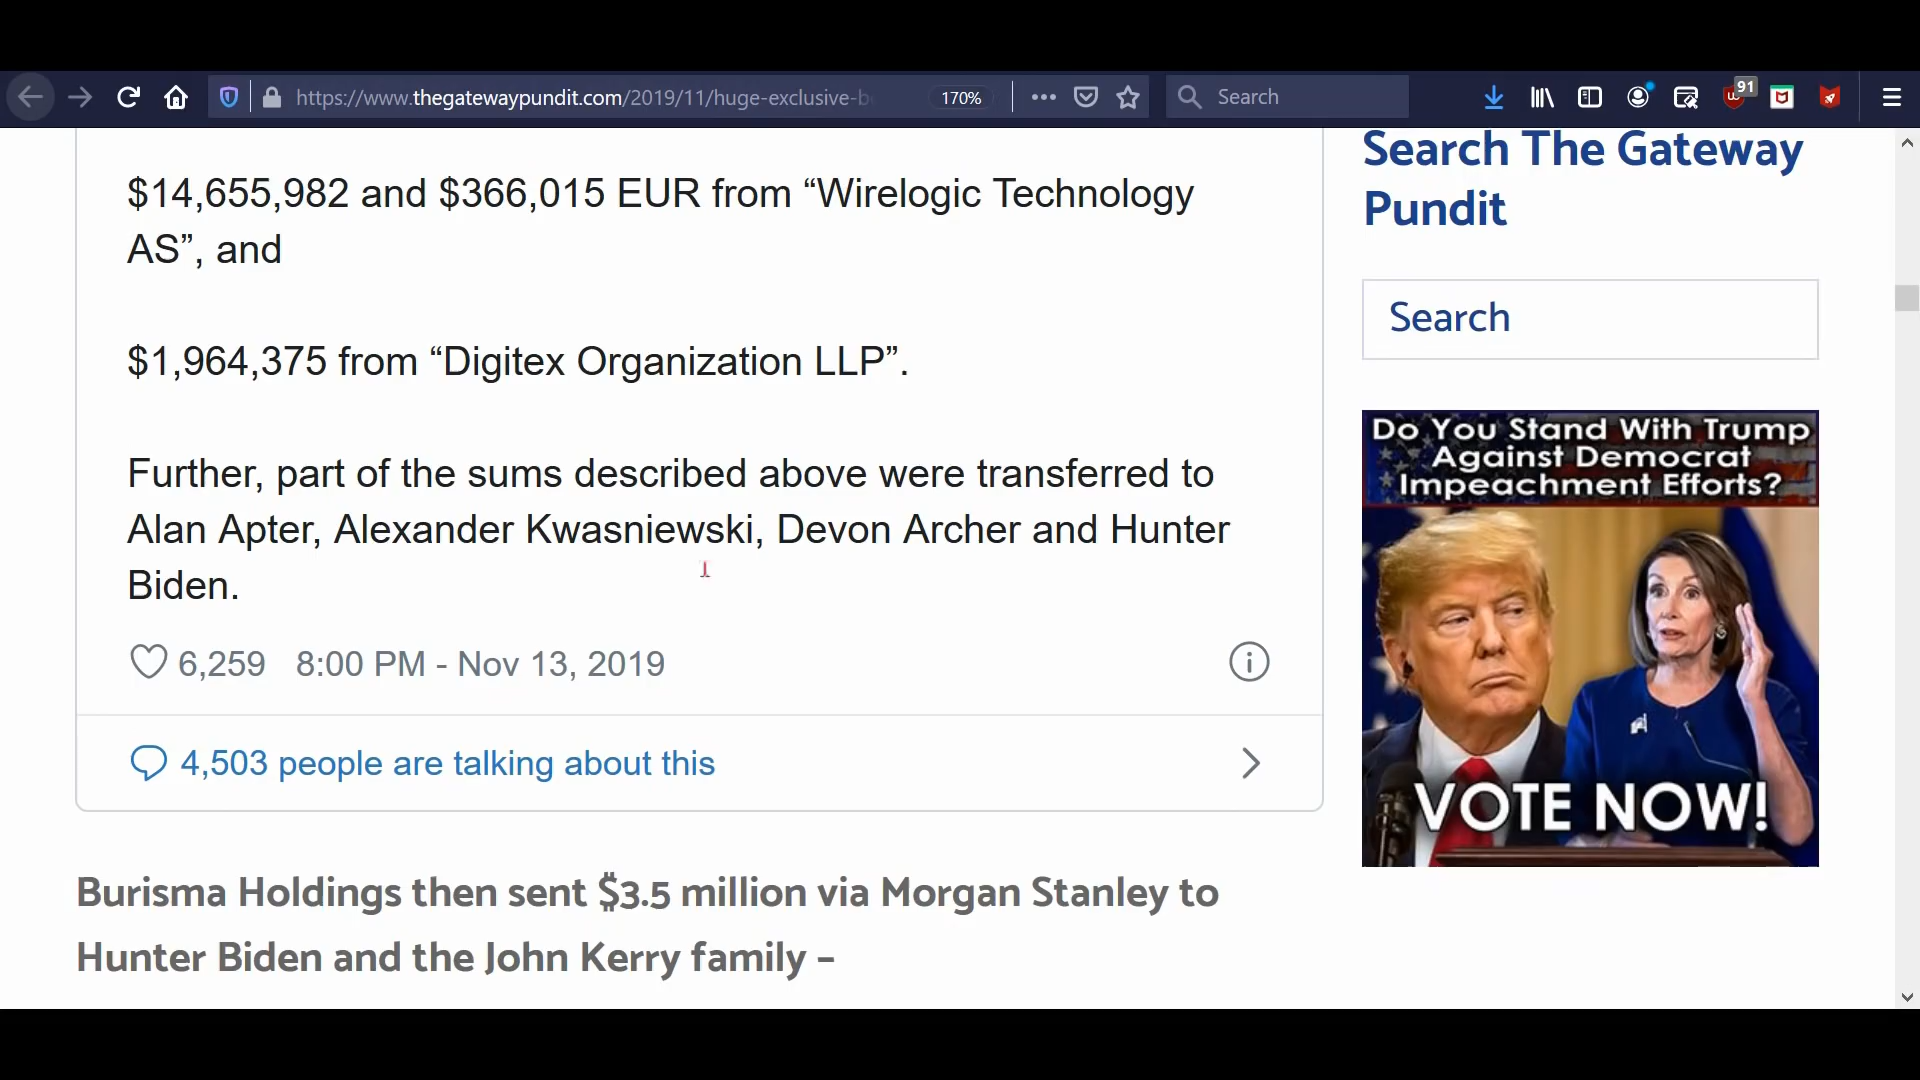 https://www.thegatewaypundit.com/2019/11/huge-exclusive-b
170%
Search
91
$14,655,982 and $366,015 EUR from “Wirelogic Technology
AS”, and
$1,964,375 from “Digitex Organization LLP”.
Further, part of the sums described above were transferred to
Alan Apter, Alexander Kwasniewski, Devon Archer and Hunter
Biden.
6,259 8:00 PM - Nov 13, 2019
4,503 people are talking about this
Burisma Holdings then sent $3.5 million via Morgan Stanley to
Hunter Biden and the John Kerry family –
Search The Gateway
Pundit
Search
Do You Stand With Trump
Against Democrat
Impeachment Efforts?
VOTE NOW!